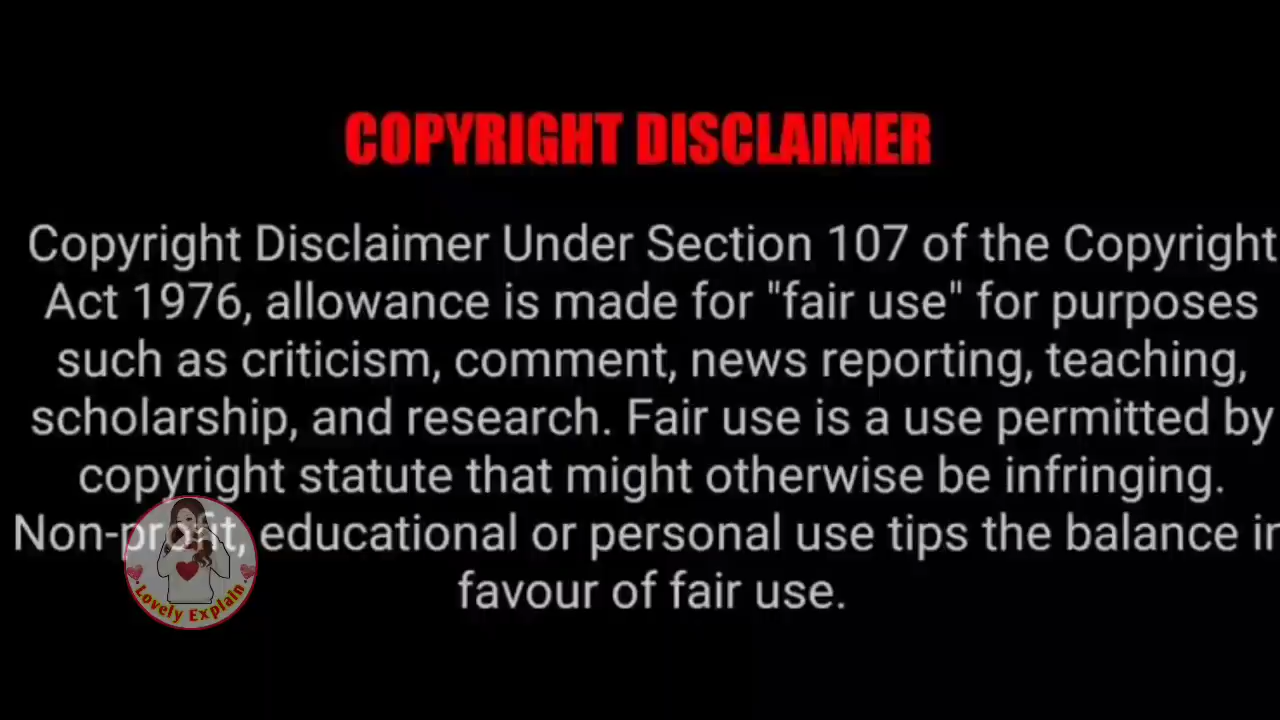 COPYRIGHT DISCLAIMER
Copyright Disclaimer Under Section 107 of the Copyright
Act 1976, allowance is made for "fair use" for purposes
such as criticism, comment, news reporting, teaching,
scholarship, and research. Fair use is a use permitted by
copyright statute that might otherwise be infringing.
Non-profit, educational or personal use tips the balance in
favour of fair use.
Lovely Explain